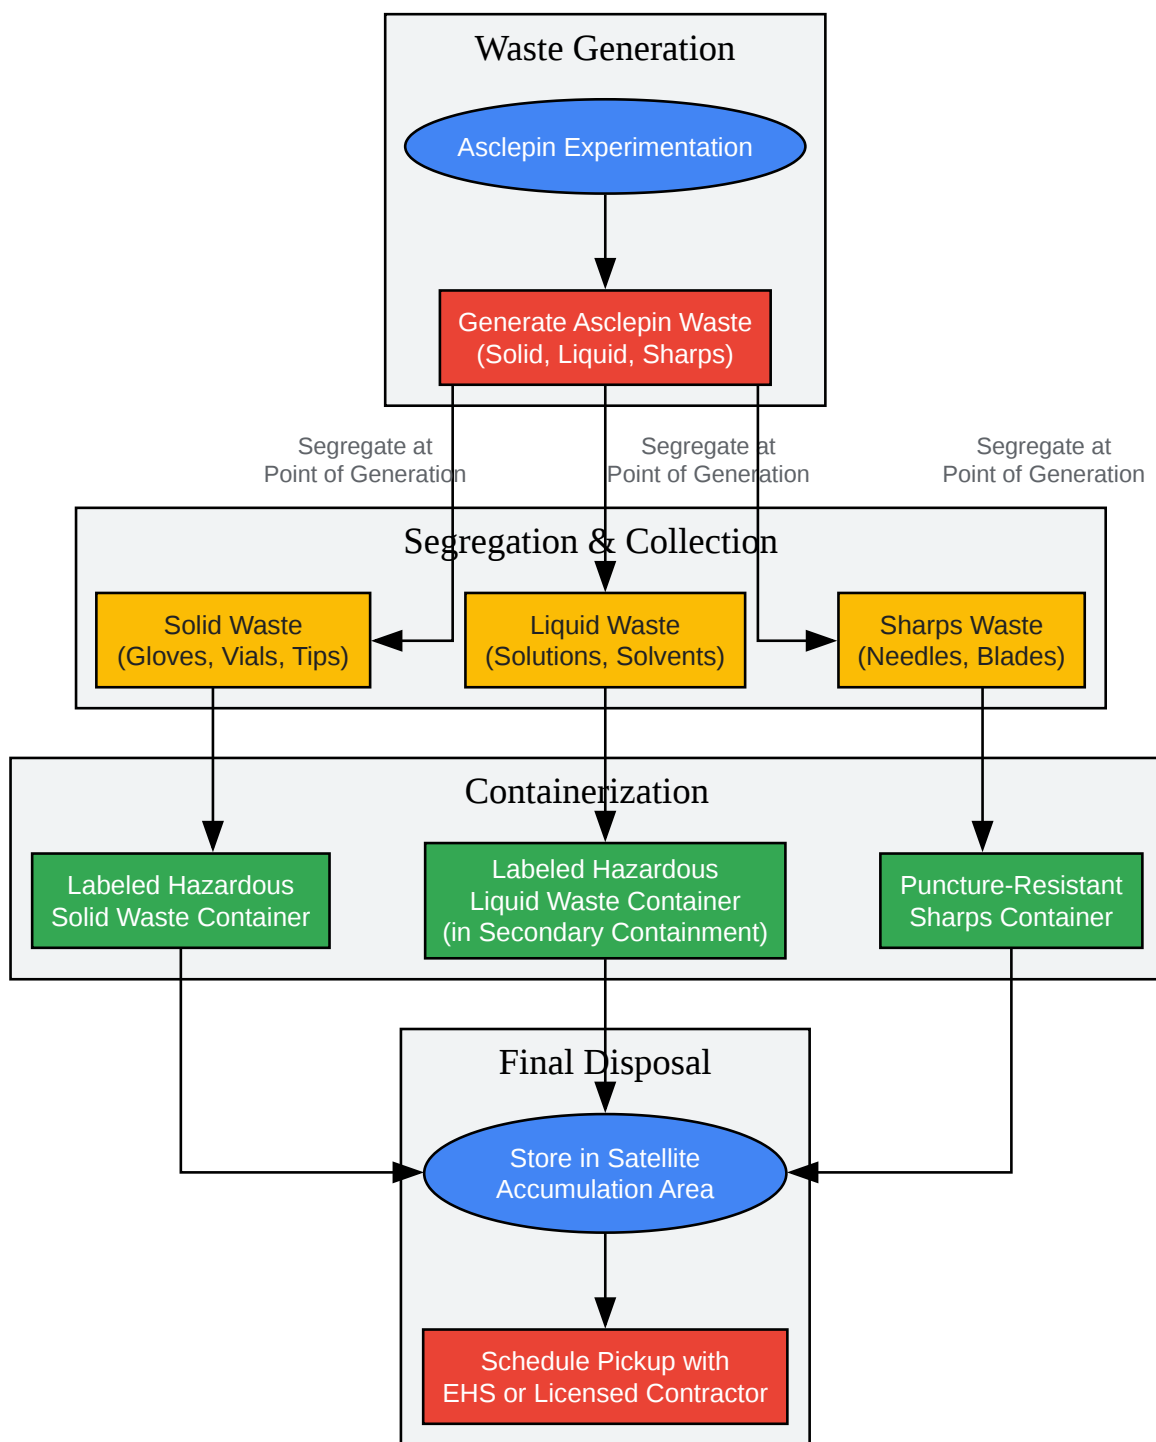 Waste Generation
Asclepin Experimentation
Generate Asclepin Waste
(Solid, Liquid, Sharps)
Segregate at
Point of Generation
Segregate at
Point of Generation
Segregate at
Point of Generation
Segregation & Collection
Solid Waste
(Gloves, Vials, Tips)
Liquid Waste
(Solutions, Solvents)
Sharps Waste
(Needles, Blades)
Containerization
Labeled Hazardous
Solid Waste Container
Labeled Hazardous
Liquid Waste Container
(in Secondary Containment)
Puncture-Resistant
Sharps Container
Final Disposal
Store in Satellite
Accumulation Area
Schedule Pickup with
EHS or Licensed Contractor